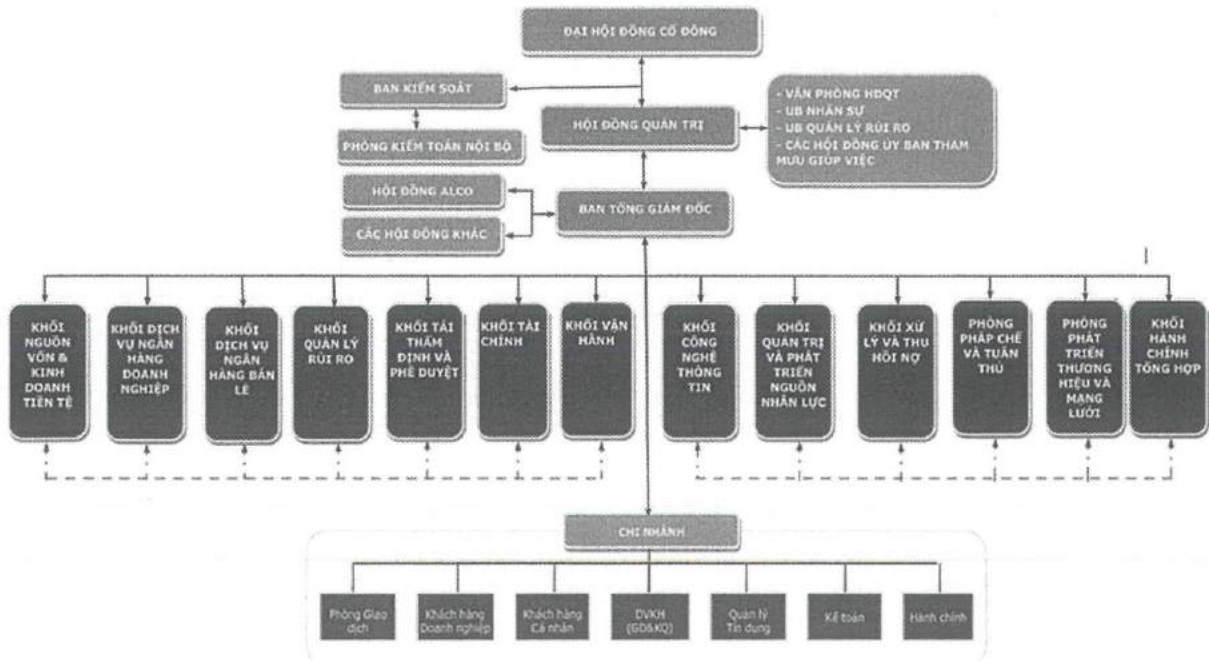 ĐẠI HỘI ĐỒNG CỔ ĐÔNG
BAN KIỂM SOÁT
PHÒNG KIỂM TOÁN NỘI BỘ
HỘI ĐỒNG QUẢN TRỊ
- VĂN PHÒNG HĐQT
- UB NHÂN SỰ
- UB QUẢN LÝ RỦI RO
- CÁC HỘI ĐỒNG ỦY BAN THAM
MƯU GIÚP VIỆC
HỘI ĐỒNG ALCO
CÁC HỘI ĐỒNG KHÁC
BAN TỔNG GIÁM ĐỐC
KHỐI
NGUỒN
VỐN &
KINH
DOANH
TIỀN TỆ
KHỐI DỊCH
VỤ NGÂN
HÀNG
DOANH
NGHIỆP
KHỐI
DỊCH VỤ
NGÂN
HÀNG BÁN
LẺ
KHỐI
QUẢN LÝ
RỦI RO
KHỐI TÁI
THẨM
ĐỊNH VÀ
PHÊ DUYỆT
KHỐI TÀI
CHÍNH
KHỐI VẬN
HÀNH
KHỐI
CÔNG
NGHỆ
THÔNG
TIN
KHỐI
QUẢN TRỊ
VÀ PHÁT
TRIỂN
NGUỒN
NHÂN LỰC
KHỐI XỬ
LÝ VÀ THU
HỒI NỢ
PHÒNG
PHÁP CHẾ
VÀ TUÂN
THỦ
PHÒNG
PHÁT
TRIỂN
THƯƠNG
HIỆU VÀ
MẠNG
LƯỚI
KHỐI
HÀNH
CHÍNH
TỔNG HỢP
CHI NHÁNH
Phòng Giao
dịch
Khách hàng
Doanh nghiệp
Khách hàng
Cá nhân
DVKH
(GD&KQ)
Quản lý
Tín dụng
Kế toán
Hành chính